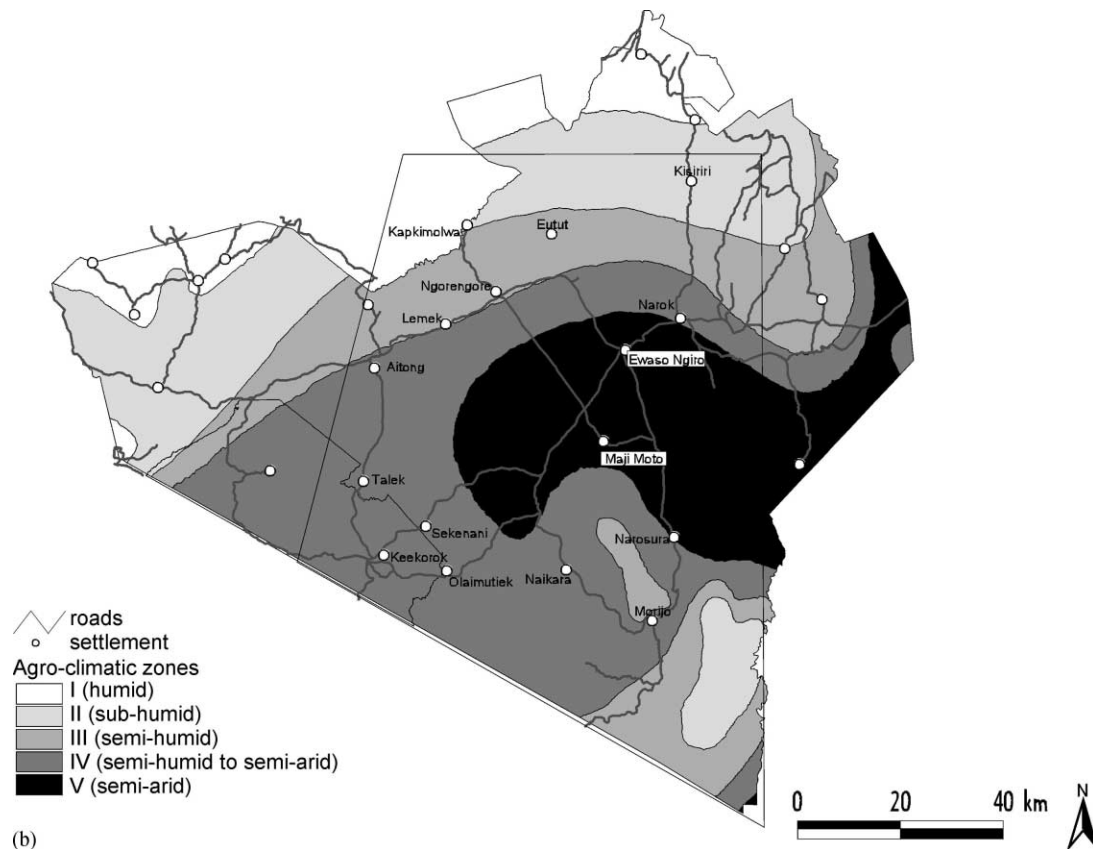 Kisiriri
Kapkimolwa
Eutut
Ngorengore
Lemek
Narok
Ewaso Ngiro
Aitong
Maji Moto
Talek
Sekenani
Narosura
Keekorok
Olaimutiek
Naikara
Morijo
roads
settlement
Agro-climatic zones
I (humid)
II (sub-humid)
III (semi-humid)
IV (semi-humid to semi-arid)
V (semi-arid)
0 20 40 km
N
(b)